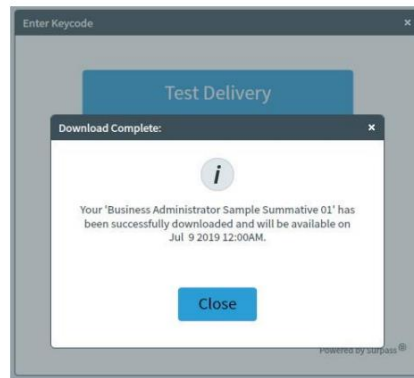 Enter Keycode ×
Test Delivery
Download Complete: ×
i
Your 'Business Administrator Sample Summative 01' has
been successfully downloaded and will be available on
Jul 9 2019 12:00AM.
Close
Powered by Surpass ®